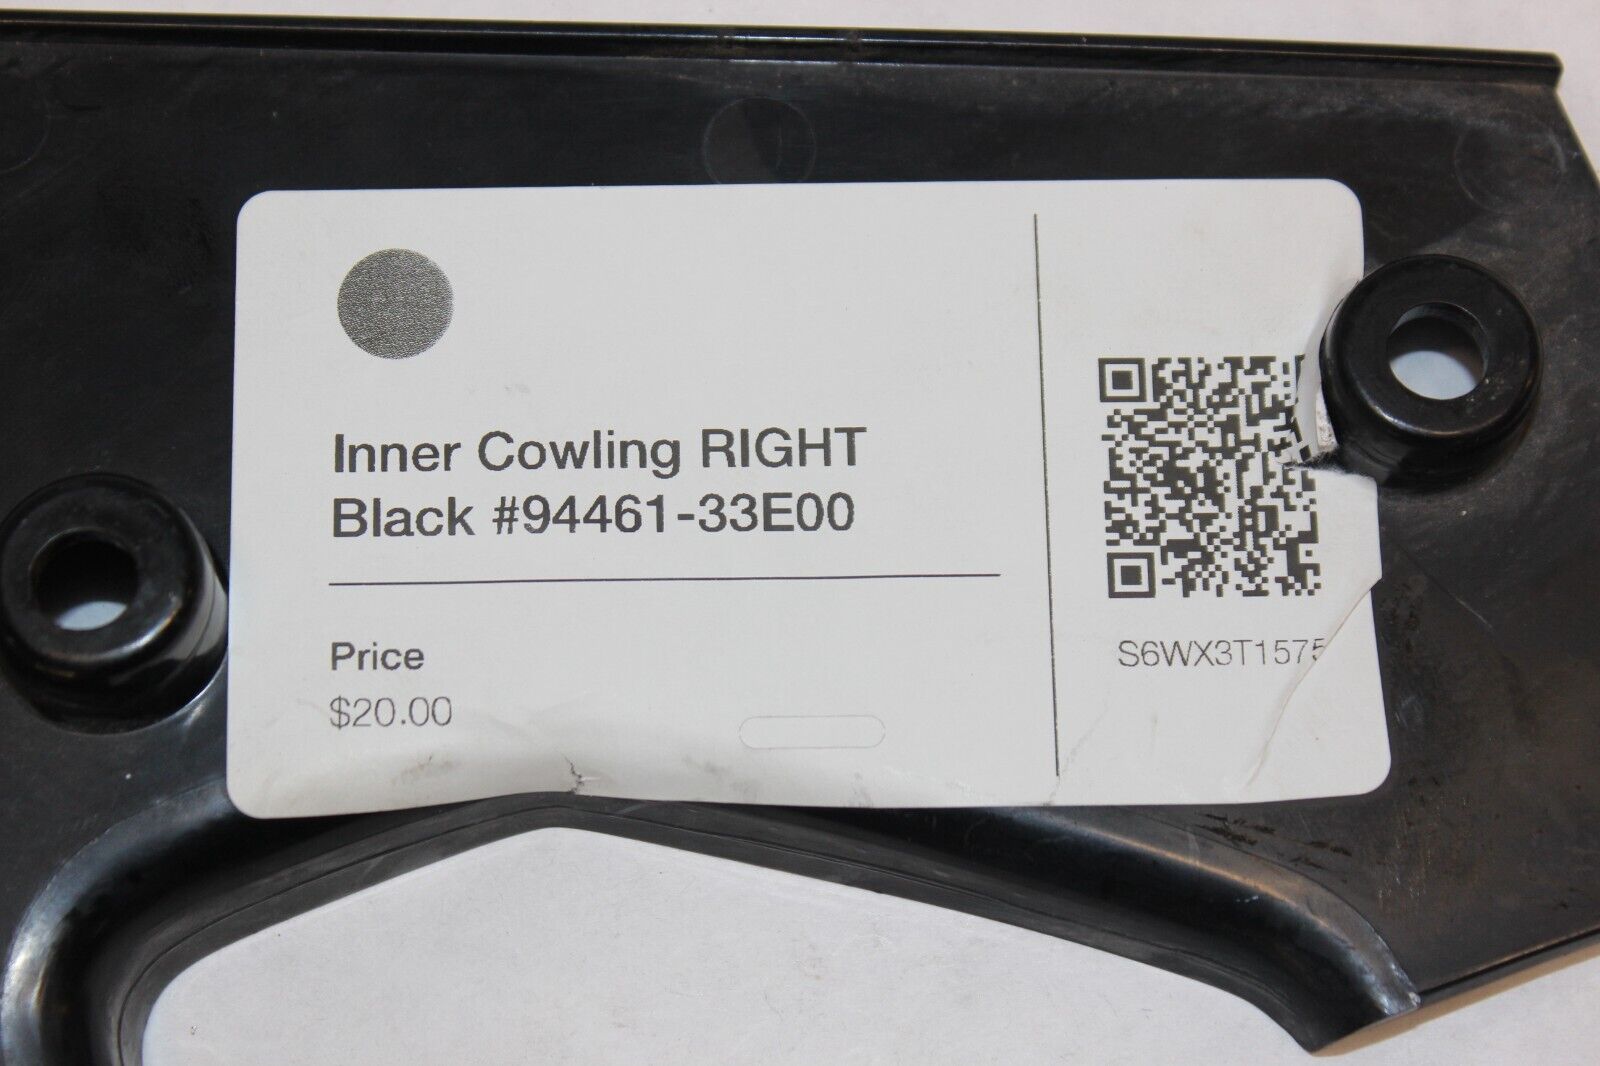 Inner Cowling RIGHT
Black #94461-33E00
Price
$20.00
S6WX3T1575